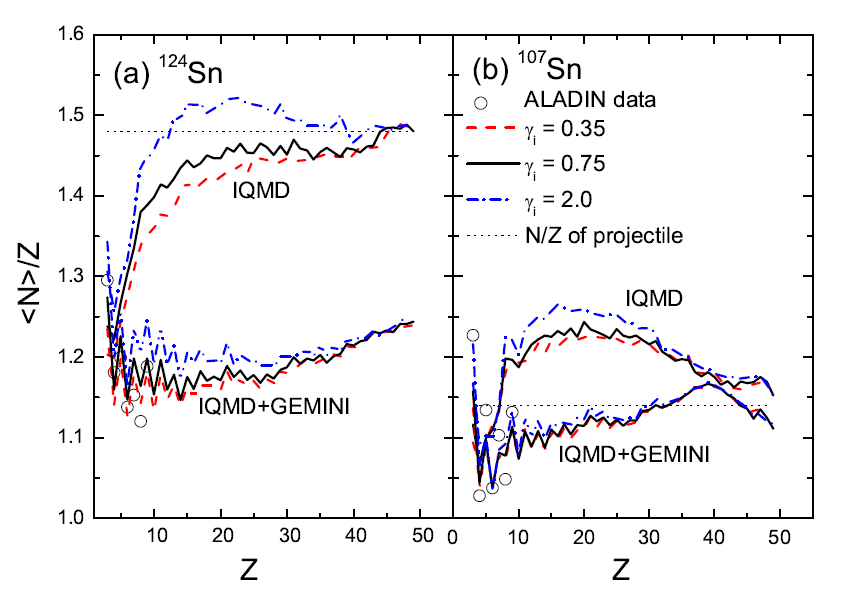 1.6
1.5
1.4
1.3
1.2
1.1
1.0
<N>/Z
(a) ¹²⁴Sn
IQMD
IQMD+GEMINI
10 20 30 40 50
Z
(b) ¹⁰⁷Sn
ALADIN data
γᵢ = 0.35
γᵢ = 0.75
γᵢ = 2.0
N/Z of projectile
IQMD
IQMD+GEMINI
0 10 20 30 40 50
Z